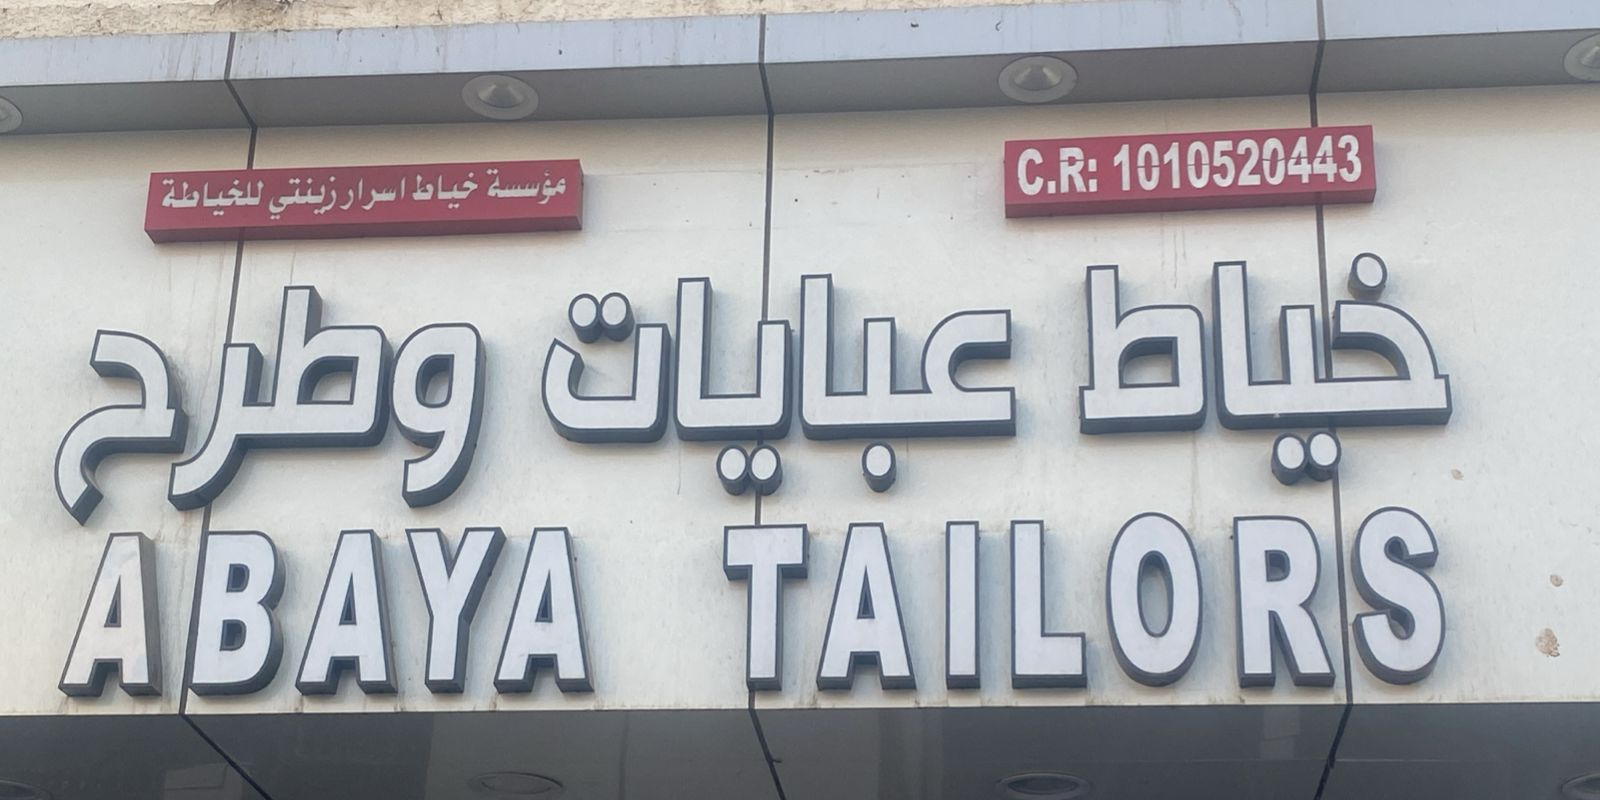 مؤسسة خياط اسرار زينتي للخياطة
C.R: 1010520443
خياط عبايات وطرح
ABAYA TAILORS